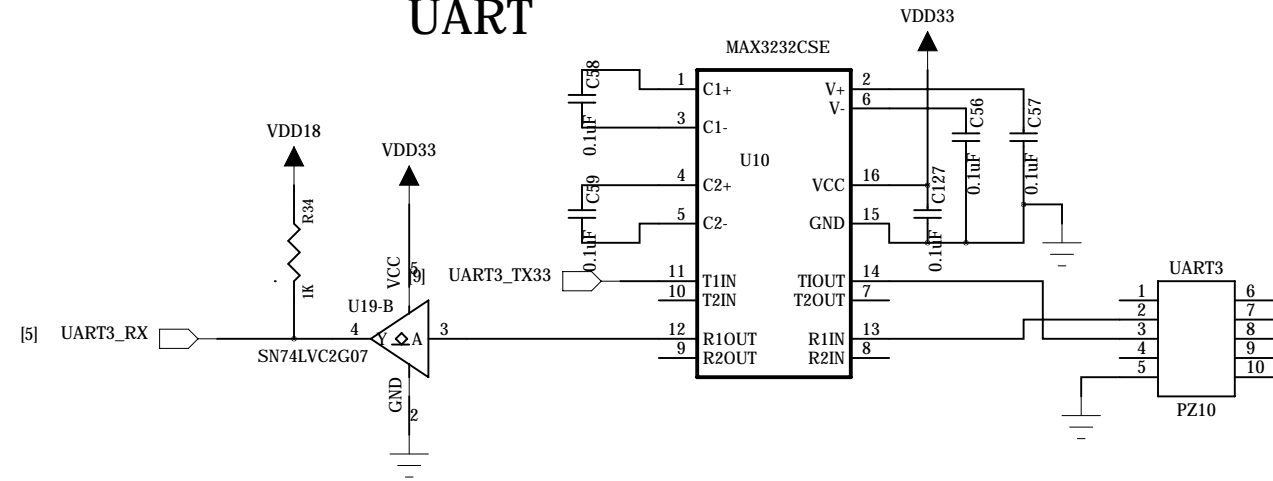 UART
VDD33
MAX3232CSE
C58
0.1uF
1 C1+
3 C1-
V+ 2
V- 6
C56
0.1uF
C57
0.1uF
VDD18
VDD33
R34
1K
U10
C59
0.1uF
4 C2+
5 C2-
VCC 16
GND 15
C127
0.1uF
VCC
5
[9] UART3_TX33
11 T1IN
10 T2IN
TIOUT 14
T2OUT 7
UART3
1 6
2 7
3 8
4 9
5 10
PZ10
U19-B
[5] UART3_RX
4 Y A 3
SN74LVC2G07
12 R1OUT
9 R2OUT
R1IN 13
R2IN 8
GND
2